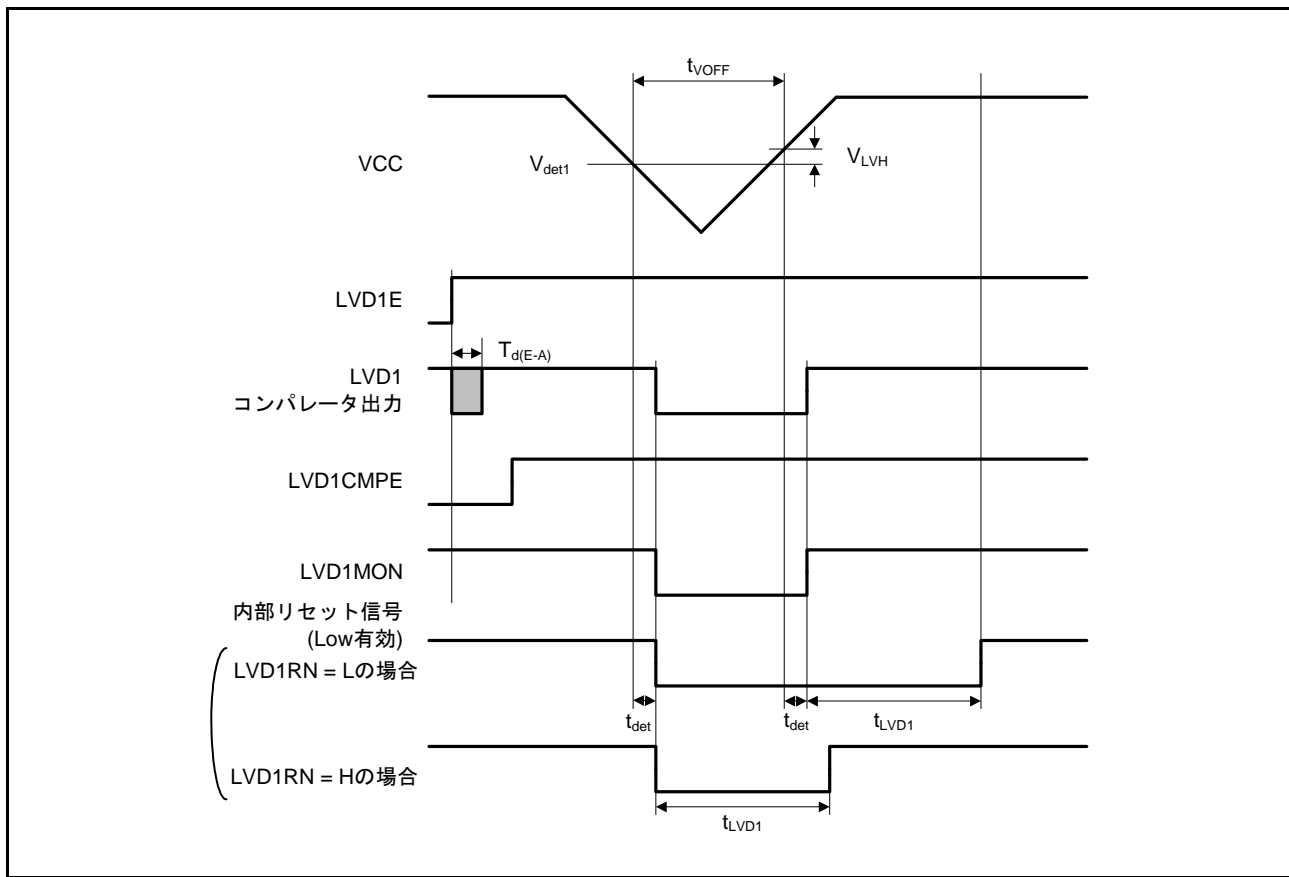 tVOFF
VCC
Vdet1
VLVH
LVD1E
Td(E-A)
LVD1
コンパレータ出力
LVD1CMPE
LVD1MON
内部リセット信号
(Low有効)
LVD1RN = Lの場合
tdet
tdet
tLVD1
LVD1RN = Hの場合
tLVD1